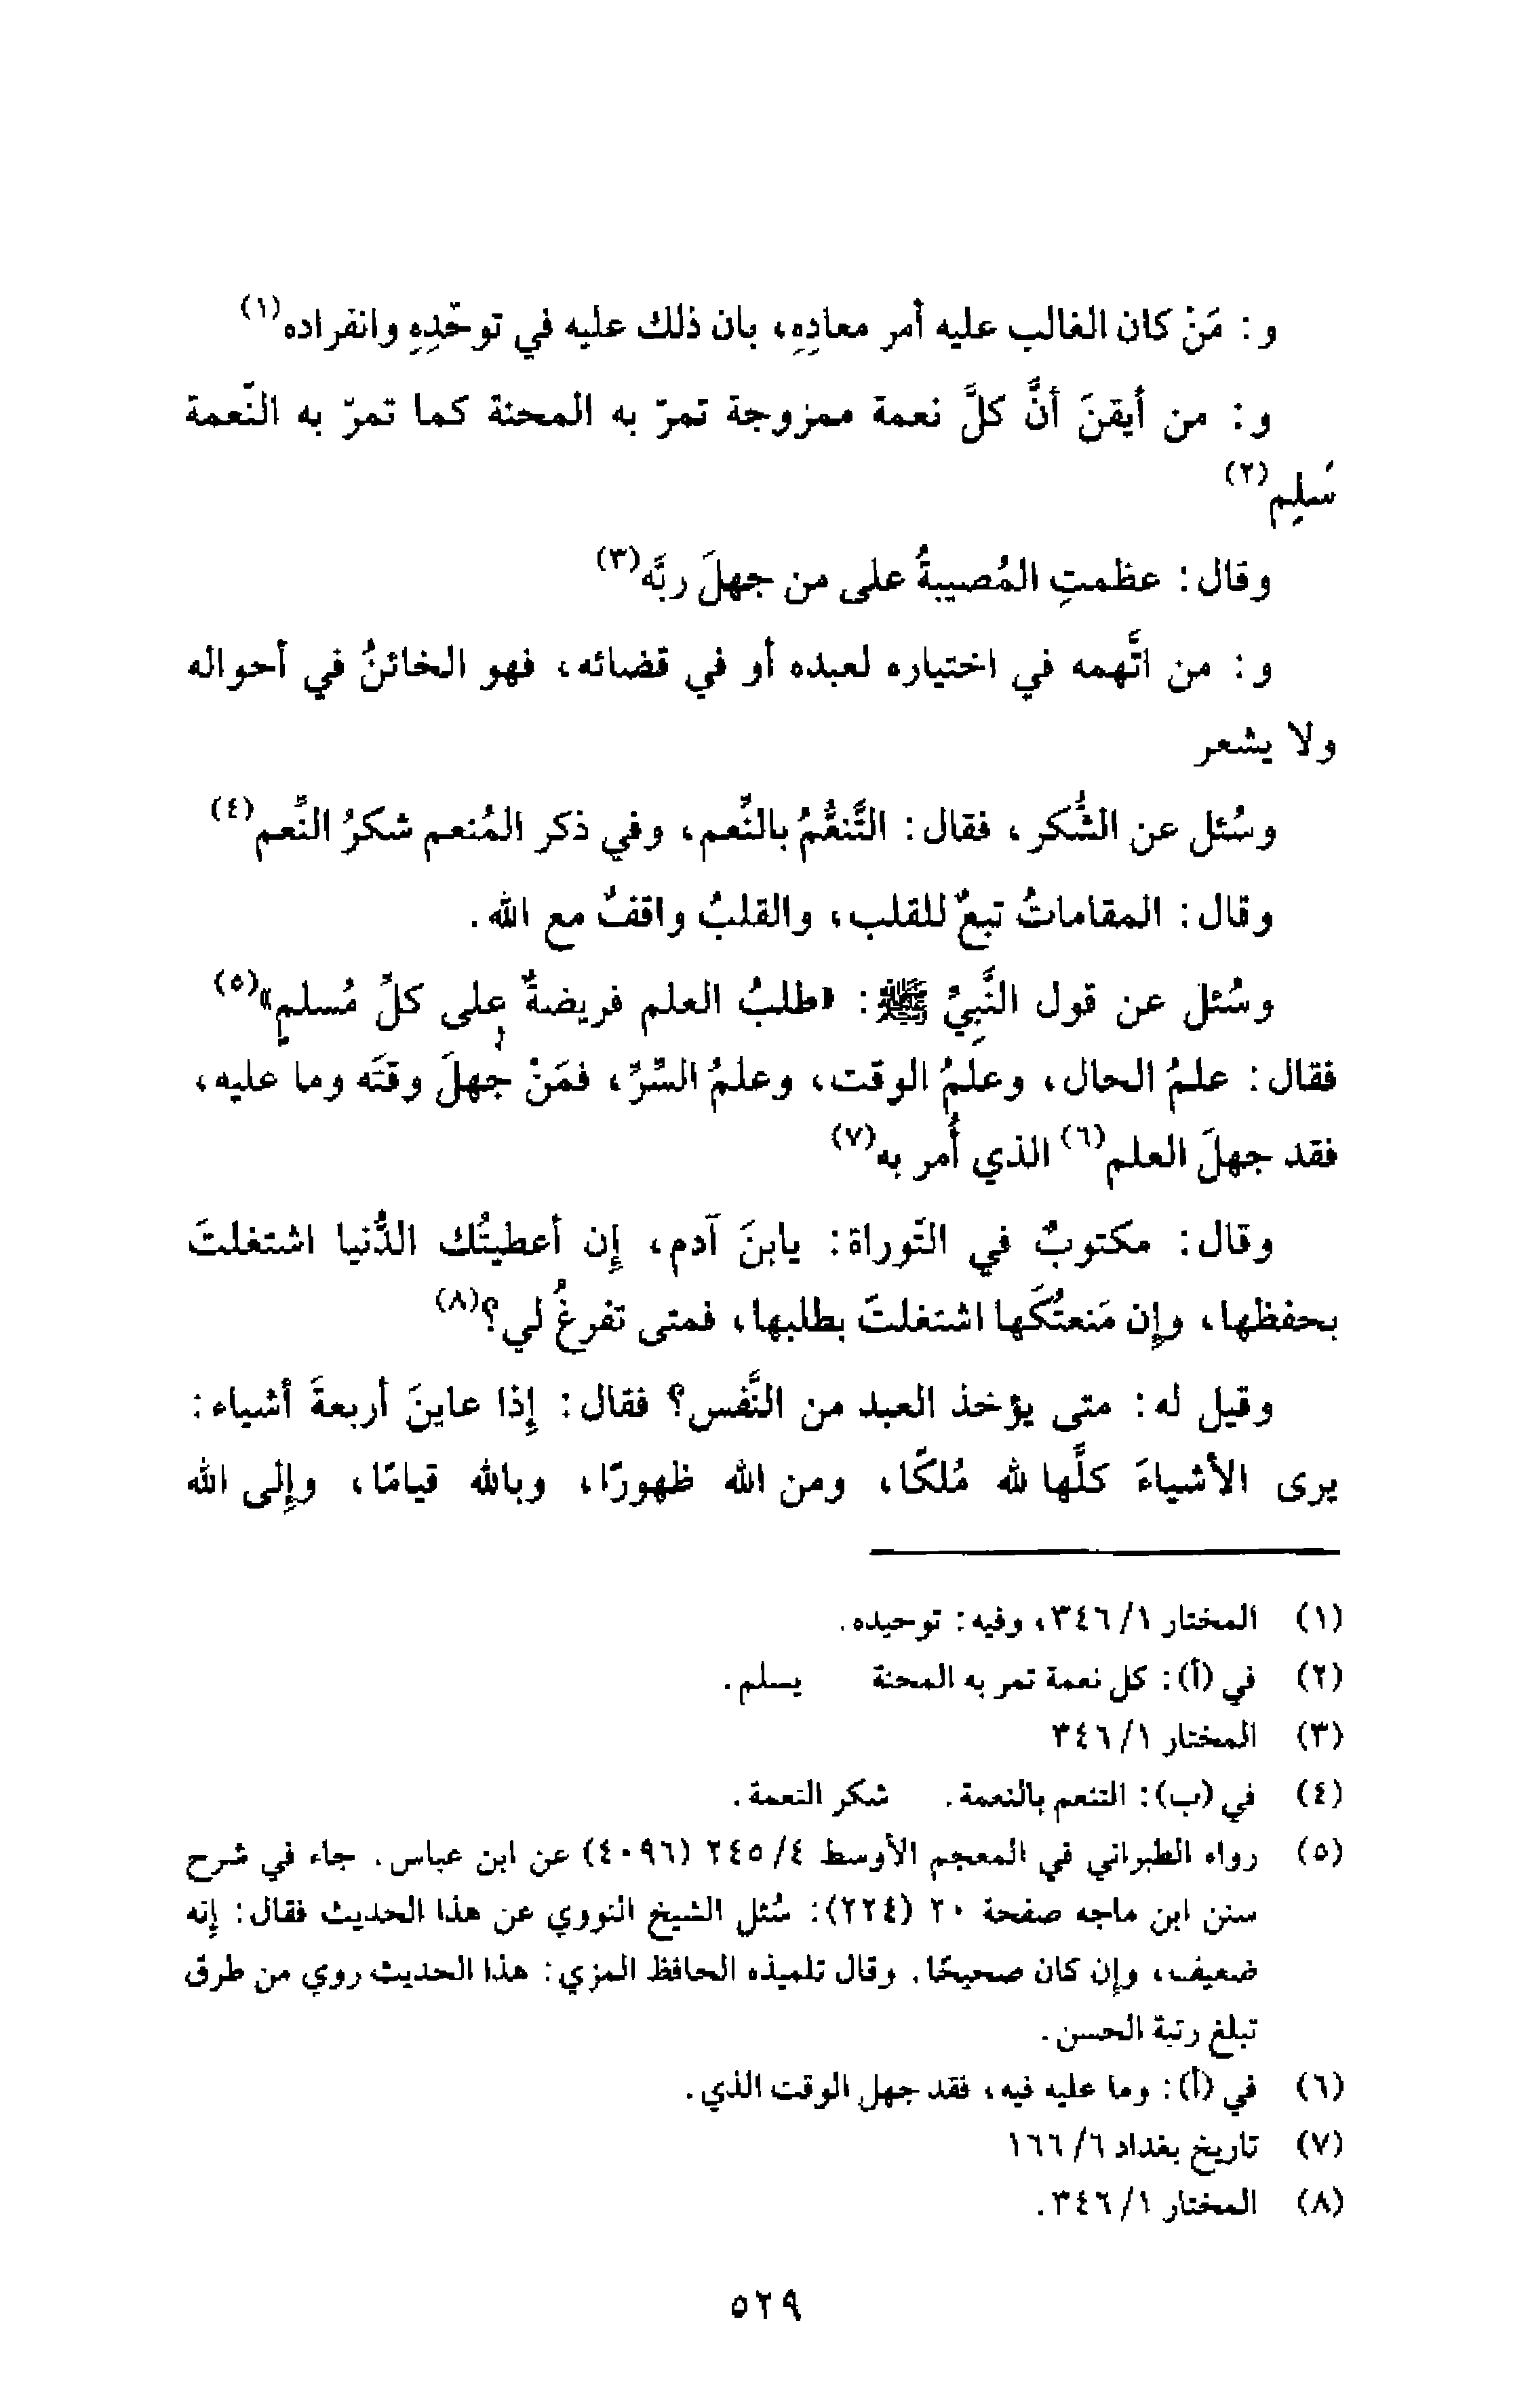 و : مَنْ كان الغالب عليه أمر معادِهِ، بان ذلك عليه في توحّدِهِ وانفراده(١)
و : من أيقنَ أنَّ كلَّ نعمة ممزوجة تمرّ به المحنة كما تمرّ به النّعمة
سَلِم(٢)
وقال : عظمتِ المُصيبةُ على من جهلَ ربَّه(٣)
و : من اتَّهمه في اختياره لعبده أو في قضائه، فهو الخائنُ في أحواله
ولا يشعر
وسُئل عن الشُّكر، فقال : التَّنعُّمُ بالنِّعم، وفي ذكر المُنعم شكرُ النِّعم(٤)
وقال : المقاماتُ تبعٌ للقلب، والقلبُ واقفٌ مع الله.
وسُئل عن قول النَّبِيِّ ﷺ : «طلبُ العلم فريضةٌ على كلِّ مُسلمٍ»(٥)
فقال : علمُ الحال، وعلمُ الوقت، وعلمُ السِّرِّ، فمَنْ جهلَ وقتَه وما عليه،
فقد جهلَ العلم(٦) الذي أُمر به(٧)
وقال : مكتوبٌ في التّوراة : يابنَ آدم، إن أعطيتُك الدُّنيا اشتغلتَ
بحفظها، وإن مَنعتُكَها اشتغلتَ بطلبها، فمتى تفرغُ لي؟(٨)
وقيل له : متى يؤخذ العبد من النَّفس؟ فقال : إذا عاينَ أربعةَ أشياء :
يرى الأشياءَ كلَّها لله مُلكًا، ومن الله ظهورًا، وبالله قيامًا، وإلى الله
(١) المختار ١/ ٣٤٦، وفيه : توحيده.
(٢) في (أ) : كل نعمة تمر به المحنة يسلم.
(٣) المختار ١/ ٣٤٦
(٤) في (ب) : التنعم بالنعمة. شكر النعمة.
(٥) رواه الطبراني في المعجم الأوسط ٤/ ٢٤٥ (٤٠٩٦) عن ابن عباس. جاء في شرح
سنن ابن ماجه صفحة ٢٠ (٢٢٤) : سُئل الشيخ النووي عن هذا الحديث فقال : إنه
ضعيف، وإن كان صحيحًا. وقال تلميذه الحافظ المزي : هذا الحديث روي من طرق
تبلغ رتبة الحسن.
(٦) في (أ) : وما عليه فيه، فقد جهل الوقت الذي.
(٧) تاريخ بغداد ٦/ ١٦٦
(٨) المختار ١/ ٣٤٦.
٥٢٩